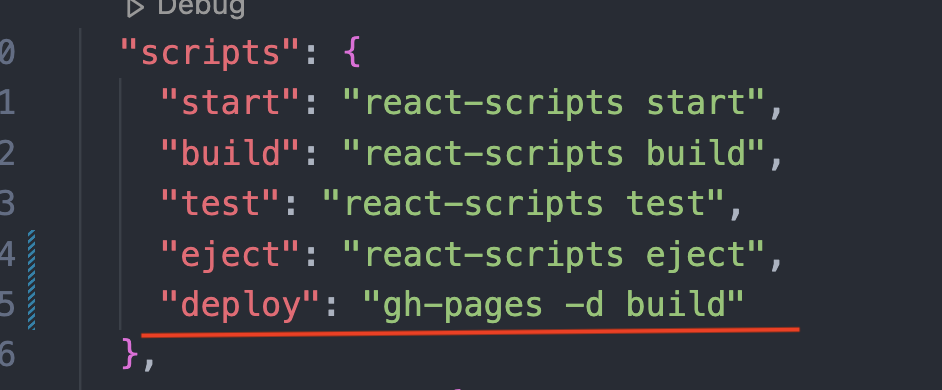 Debug
0 "scripts": {
1 "start": "react-scripts start",
2 "build": "react-scripts build",
3 "test": "react-scripts test",
4 "eject": "react-scripts eject",
5 "deploy": "gh-pages -d build"
6 },